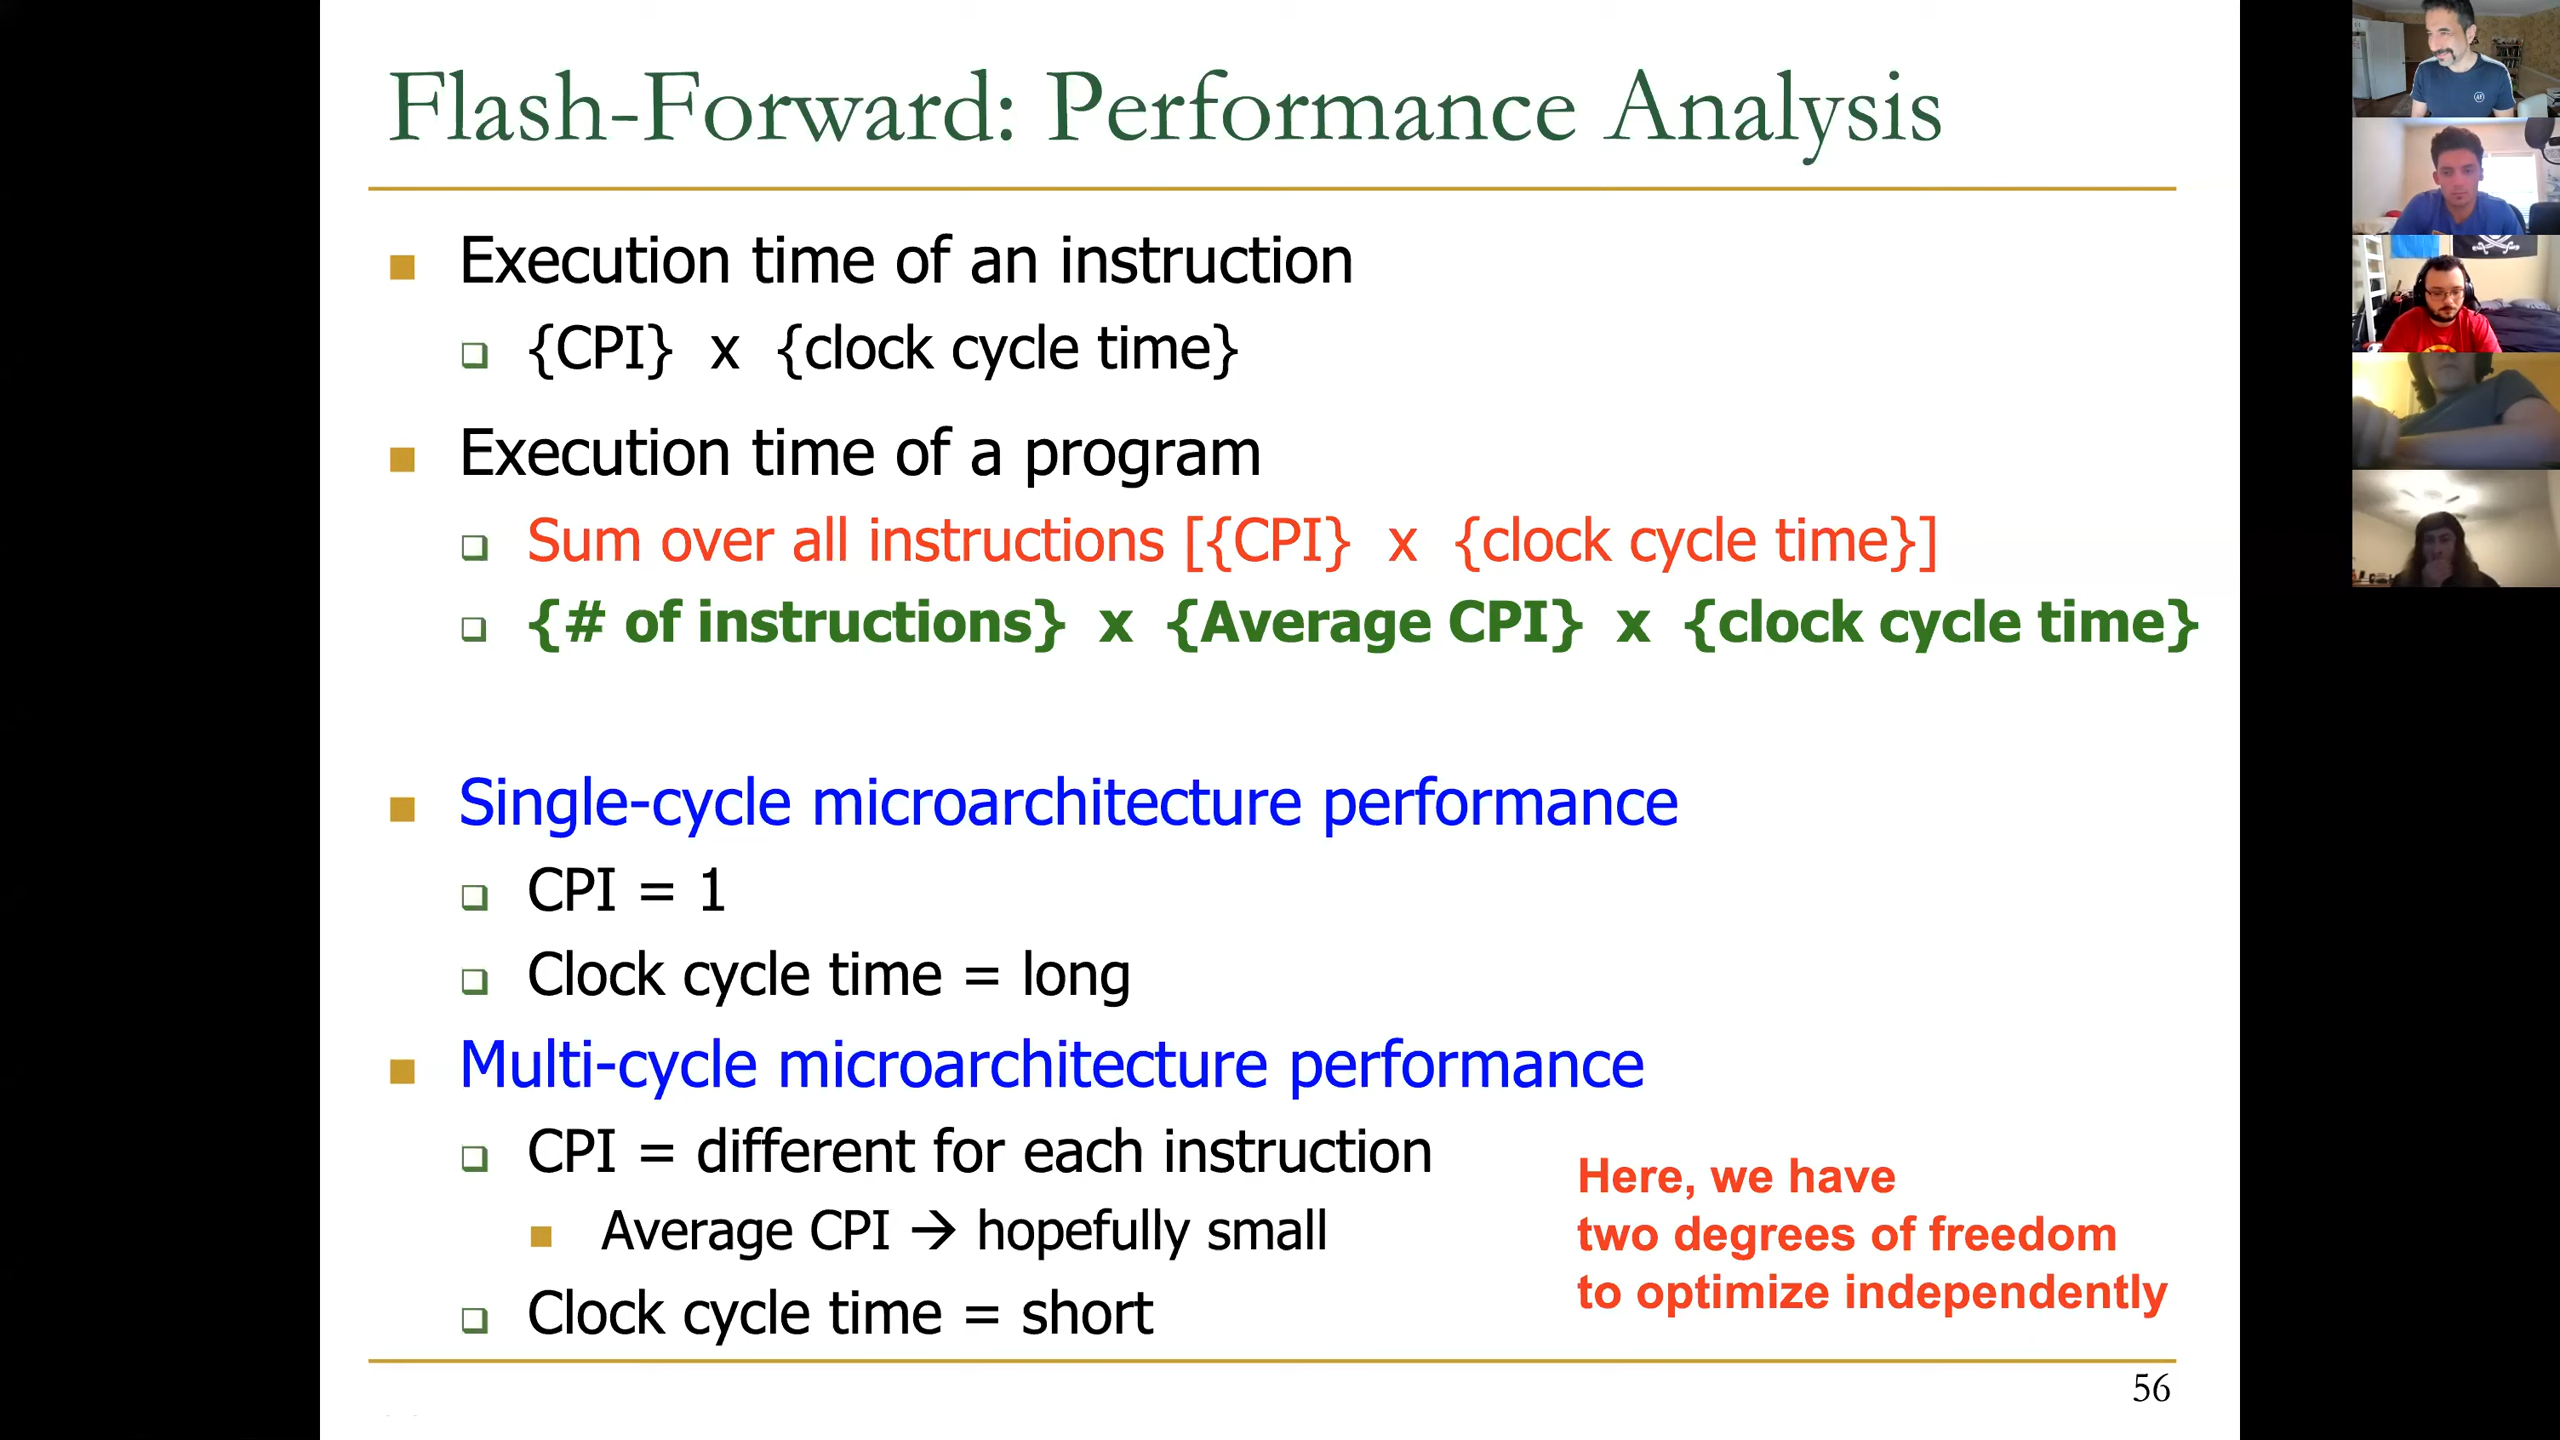 Flash-Forward: Performance Analysis
Execution time of an instruction
{CPI} x {clock cycle time}
Execution time of a program
Sum over all instructions [{CPI} x {clock cycle time}]
{# of instructions} x {Average CPI} x {clock cycle time}
Single-cycle microarchitecture performance
CPI = 1
Clock cycle time = long
Multi-cycle microarchitecture performance
CPI = different for each instruction
Average CPI → hopefully small
Clock cycle time = short
Here, we have
two degrees of freedom
to optimize independently
56